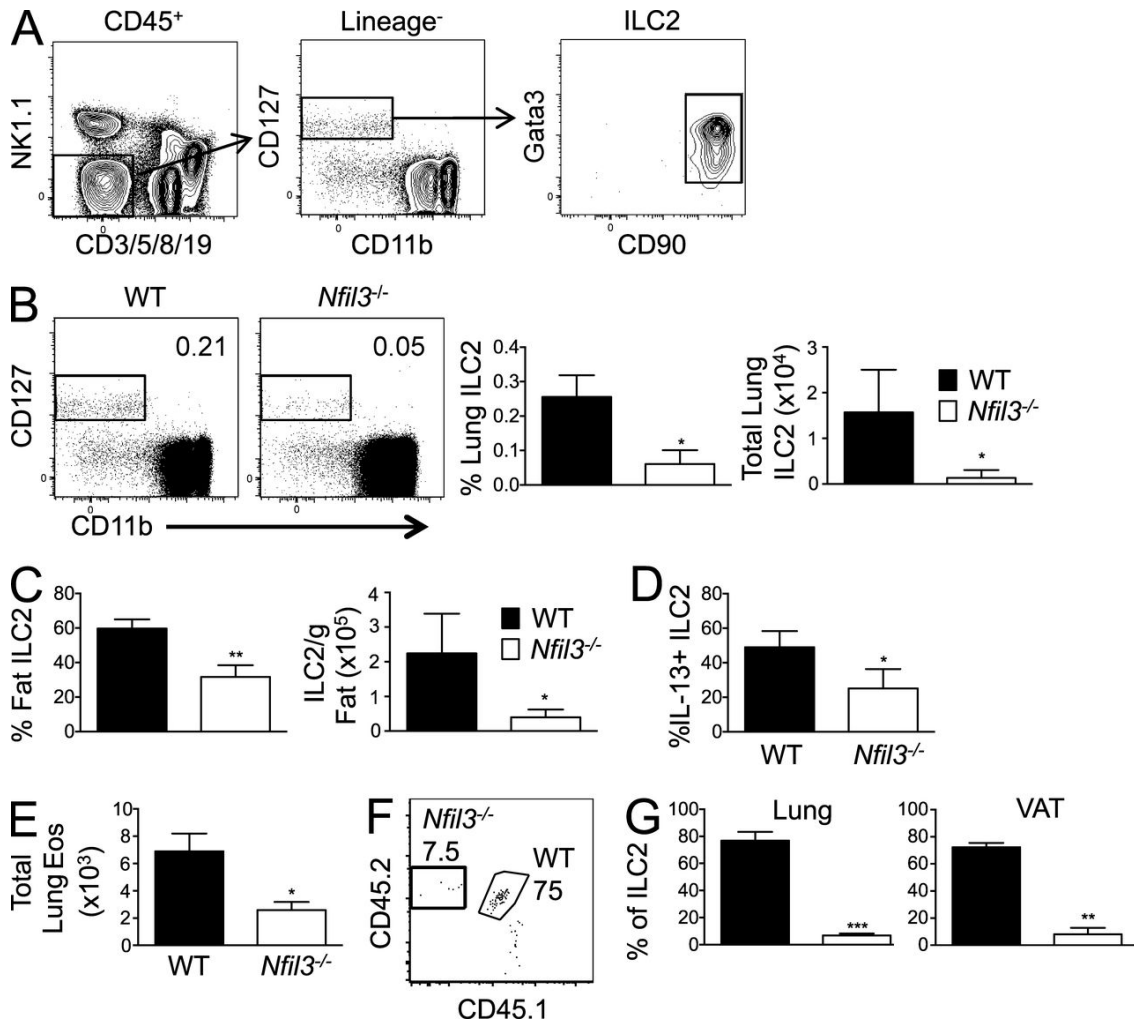 A
CD45⁺
Lineage⁻
ILC2
NK1.1
0
0
CD3/5/8/19
CD127
0
0
CD11b
Gata3
0
0
CD90
B
WT
Nfil3⁻/⁻
0.21
0.05
CD127
0
0
0
0
CD11b
% Lung ILC2
0.4
0.3
0.2
0.1
0.0
*
Total Lung
ILC2 (x10⁴)
3
2
1
0
*
WT
Nfil3⁻/⁻
C
% Fat ILC2
80
60
40
20
0
**
ILC2/g
Fat (x10⁵)
4
3
2
1
0
*
WT
Nfil3⁻/⁻
D
%IL-13+ ILC2
80
60
40
20
0
*
WT
Nfil3⁻/⁻
E
Total
Lung Eos
(x10³)
10
8
6
4
2
0
*
WT
Nfil3⁻/⁻
F
Nfil3⁻/⁻
7.5
WT
75
CD45.2
CD45.1
G
Lung
% of ILC2
100
80
60
40
20
0
***
VAT
100
80
60
40
20
0
**